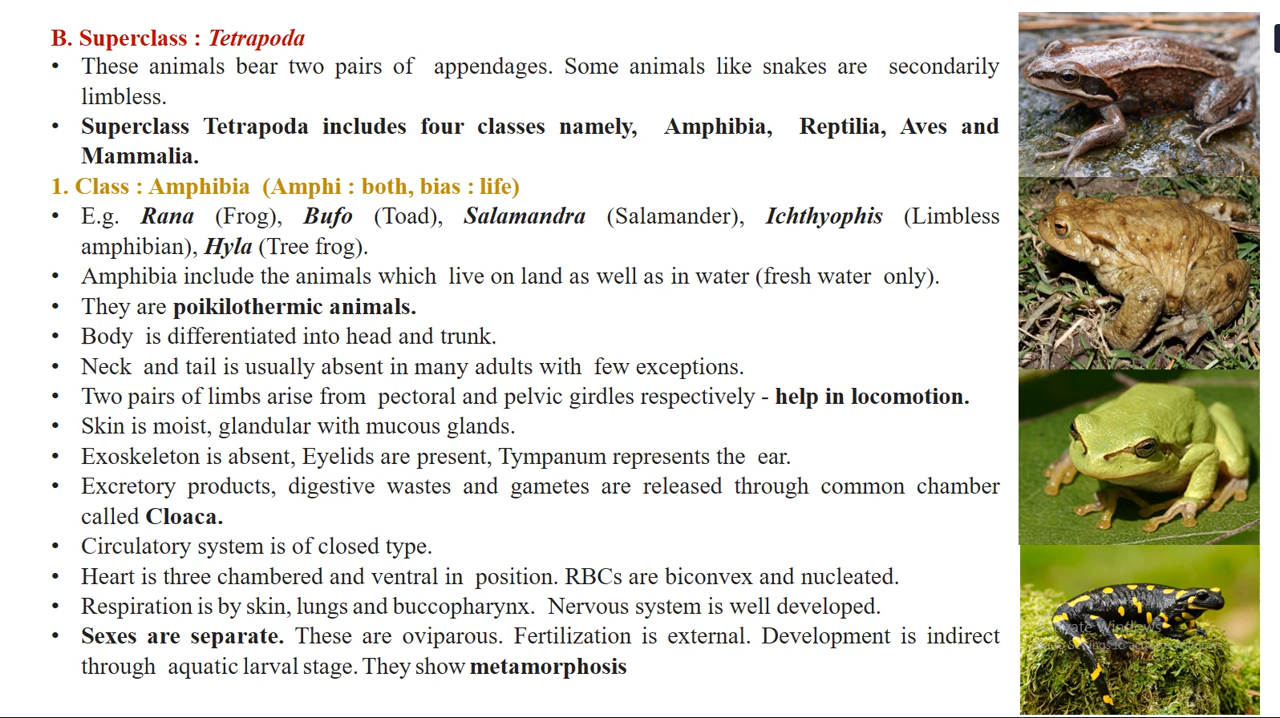 B. Superclass : Tetrapoda
• These animals bear two pairs of appendages. Some animals like snakes are secondarily
limbless.
• Superclass Tetrapoda includes four classes namely, Amphibia, Reptilia, Aves and
Mammalia.
1. Class : Amphibia (Amphi : both, bias : life)
• E.g. Rana (Frog), Bufo (Toad), Salamandra (Salamander), Ichthyophis (Limbless
amphibian), Hyla (Tree frog).
• Amphibia include the animals which live on land as well as in water (fresh water only).
• They are poikilothermic animals.
• Body is differentiated into head and trunk.
• Neck and tail is usually absent in many adults with few exceptions.
• Two pairs of limbs arise from pectoral and pelvic girdles respectively - help in locomotion.
• Skin is moist, glandular with mucous glands.
• Exoskeleton is absent, Eyelids are present, Tympanum represents the ear.
• Excretory products, digestive wastes and gametes are released through common chamber
called Cloaca.
• Circulatory system is of closed type.
• Heart is three chambered and ventral in position. RBCs are biconvex and nucleated.
• Respiration is by skin, lungs and buccopharynx. Nervous system is well developed.
• Sexes are separate. These are oviparous. Fertilization is external. Development is indirect
through aquatic larval stage. They show metamorphosis
Windows